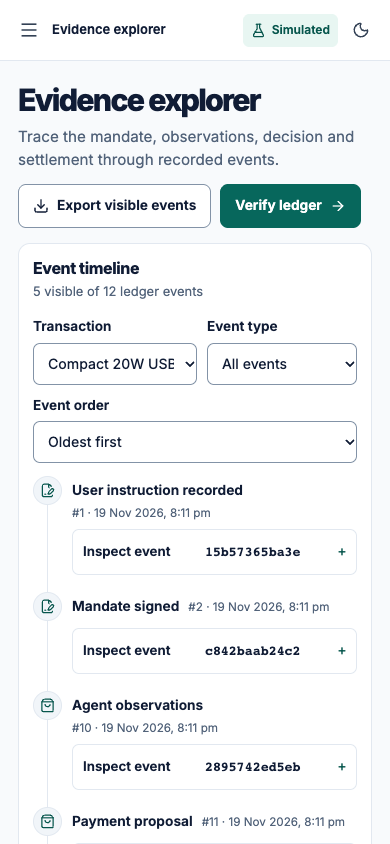 Evidence explorer
Simulated
Evidence explorer
Trace the mandate, observations, decision and
settlement through recorded events.
Export visible events
Verify ledger →
Event timeline
5 visible of 12 ledger events
Transaction
Event type
Compact 20W USB
All events
Event order
Oldest first
User instruction recorded
#1 · 19 Nov 2026, 8:11 pm
Inspect event 15b57365ba3e +
Mandate signed #2 · 19 Nov 2026, 8:11 pm
Inspect event c842baab24c2 +
Agent observations
#10 · 19 Nov 2026, 8:11 pm
Inspect event 2895742ed5eb +
Payment proposal #11 · 19 Nov 2026, 8:11 pm